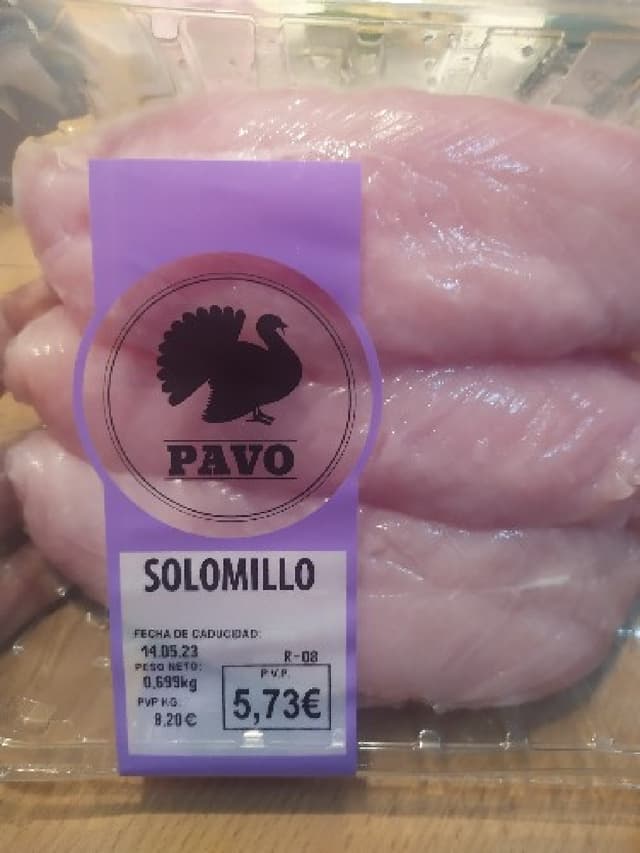 PAVO
SOLOMILLO
FECHA DE CADUCIDAD:
14.05.23
R-08
PESO NETO:
0,699kg
P.V.P.
PVP KG.
5,73€
8,20€